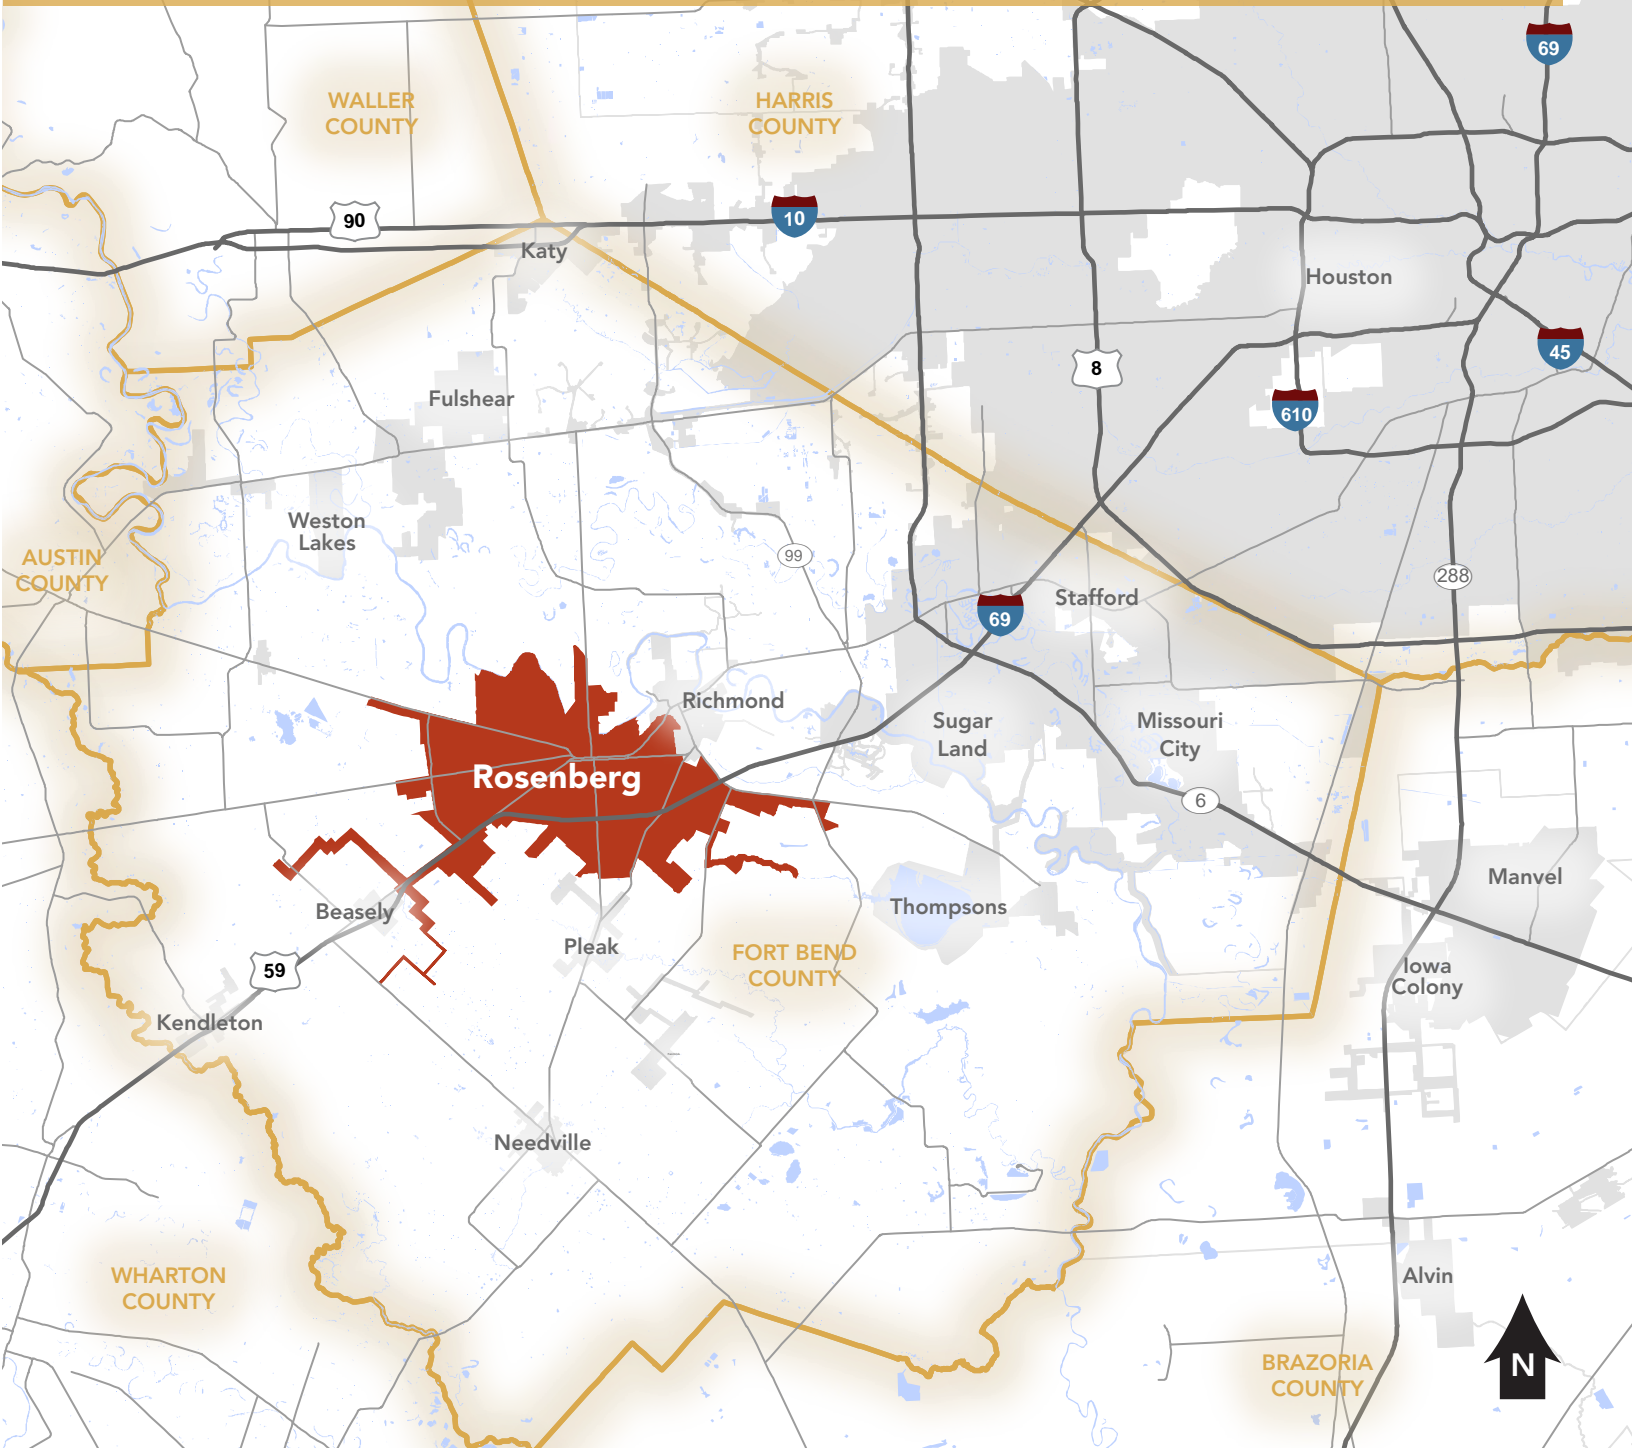 69
WALLER
COUNTY
HARRIS
COUNTY
90
10
Katy
Houston
45
8
Fulshear
610
Weston
Lakes
99
AUSTIN
COUNTY
288
69
Stafford
Richmond
Sugar
Land
Missouri
City
Rosenberg
6
Manvel
Beasely
Thompsons
Pleak
FORT BEND
COUNTY
59
Iowa
Colony
Kendleton
Needville
WHARTON
COUNTY
Alvin
BRAZORIA
COUNTY
N